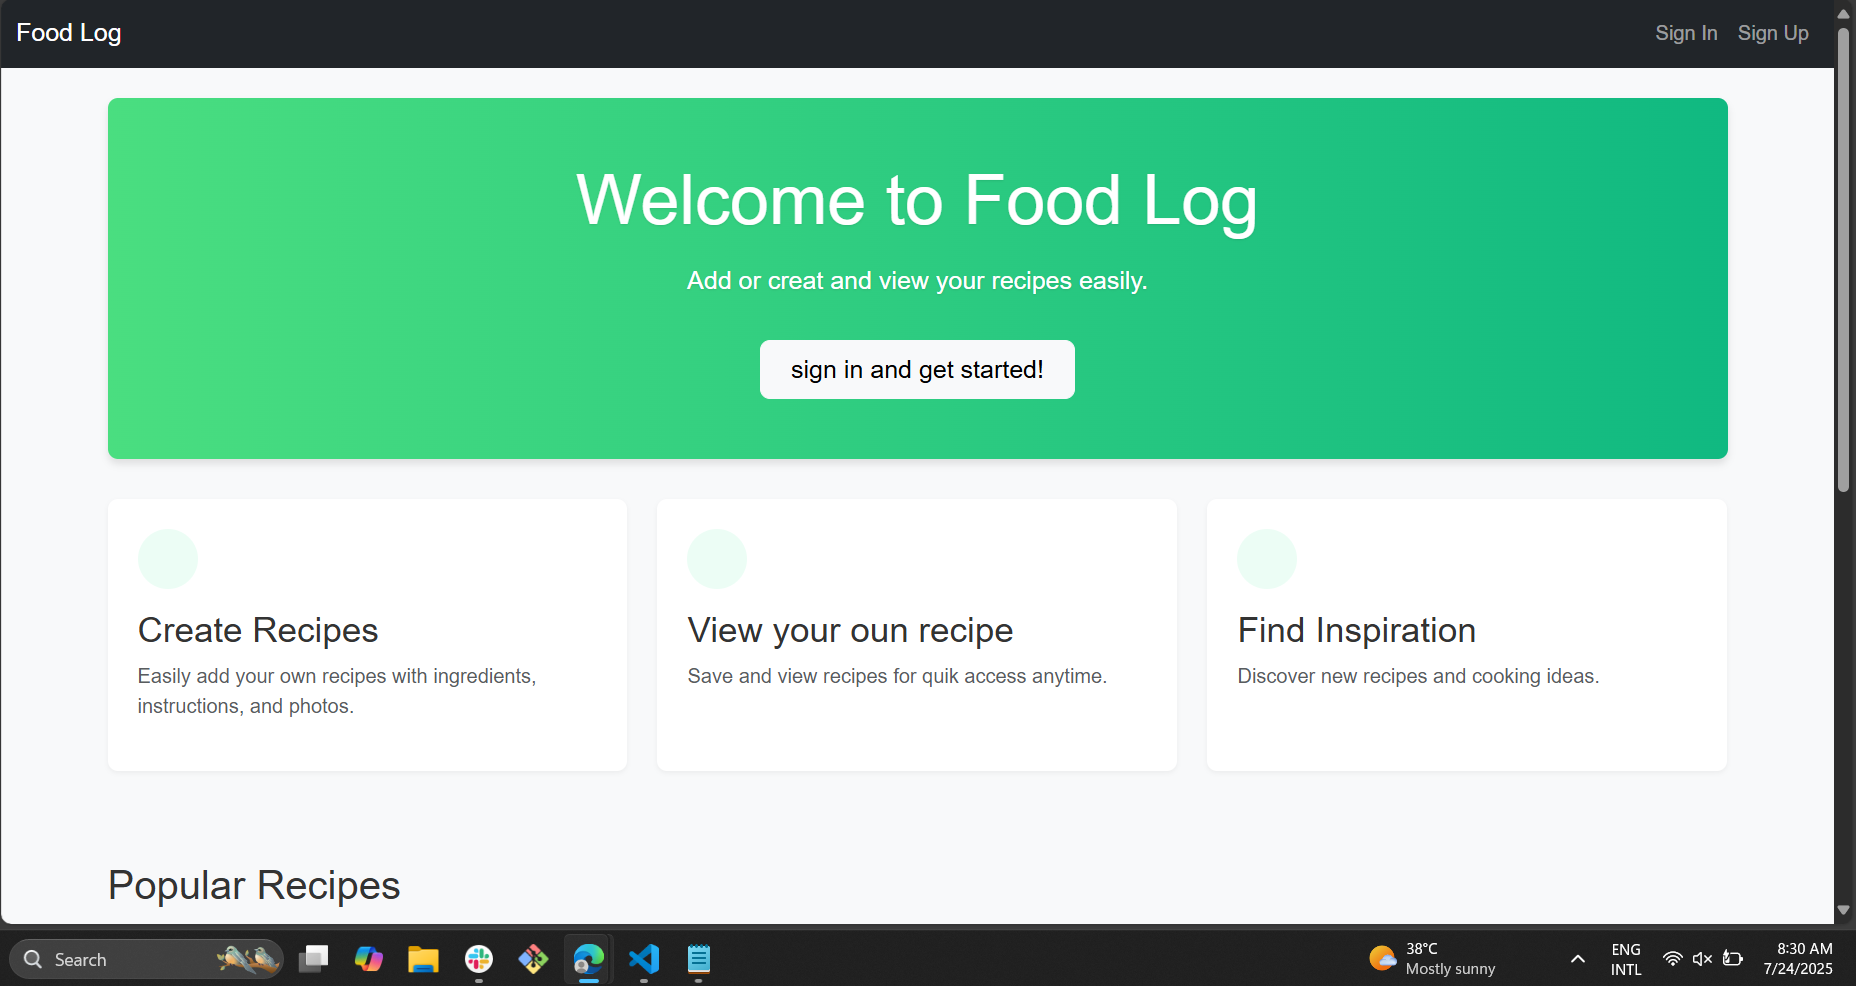 Food Log
Sign In Sign Up
Welcome to Food Log
Add or creat and view your recipes easily.
sign in and get started!
Create Recipes
Easily add your own recipes with ingredients,
instructions, and photos.
View your oun recipe
Save and view recipes for quik access anytime.
Find Inspiration
Discover new recipes and cooking ideas.
Popular Recipes
Search
38°C
Mostly sunny
ENG
INTL
8:30 AM
7/24/2025